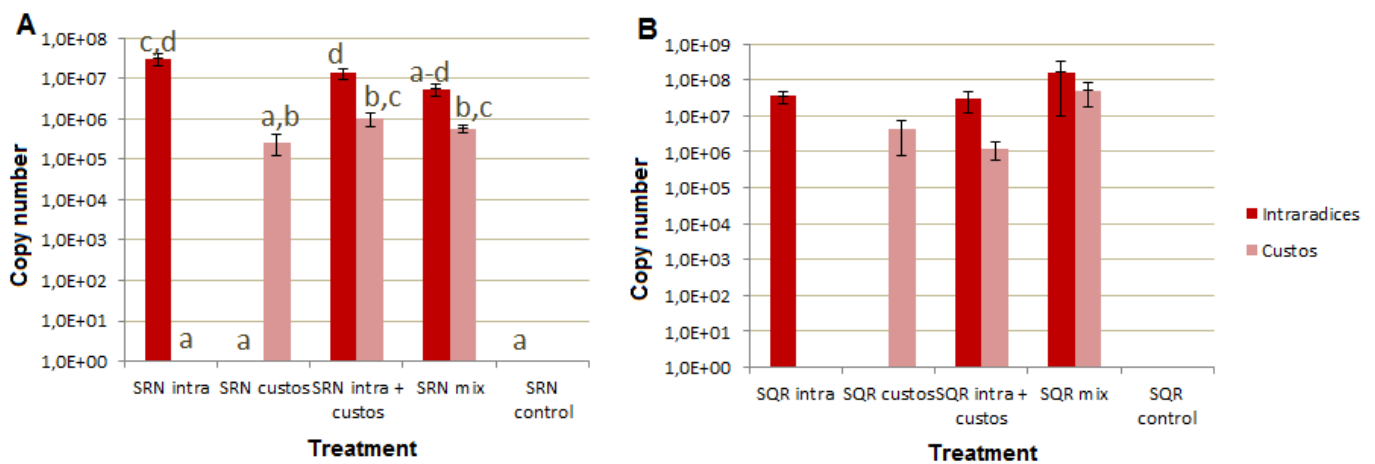 A
Copy number
1,0E+08
1,0E+07
1,0E+06
1,0E+05
1,0E+04
1,0E+03
1,0E+02
1,0E+01
1,0E+00
c,d
a
a
a,b
d
b,c
a-d
b,c
a
SRN intra
SRN custos
SRN intra +
custos
SRN mix
SRN
control
Treatment
B
Copy number
1,0E+09
1,0E+08
1,0E+07
1,0E+06
1,0E+05
1,0E+04
1,0E+03
1,0E+02
1,0E+01
1,0E+00
SQR intra
SQR custos
SQR intra +
custos
SQR mix
SQR
control
Treatment
Intraradices
Custos